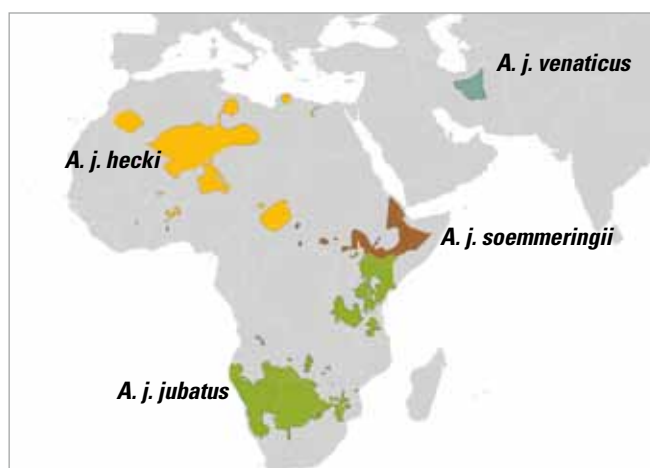 A. j. venaticus
A. j. hecki
A. j. soemmeringii
A. j. jubatus